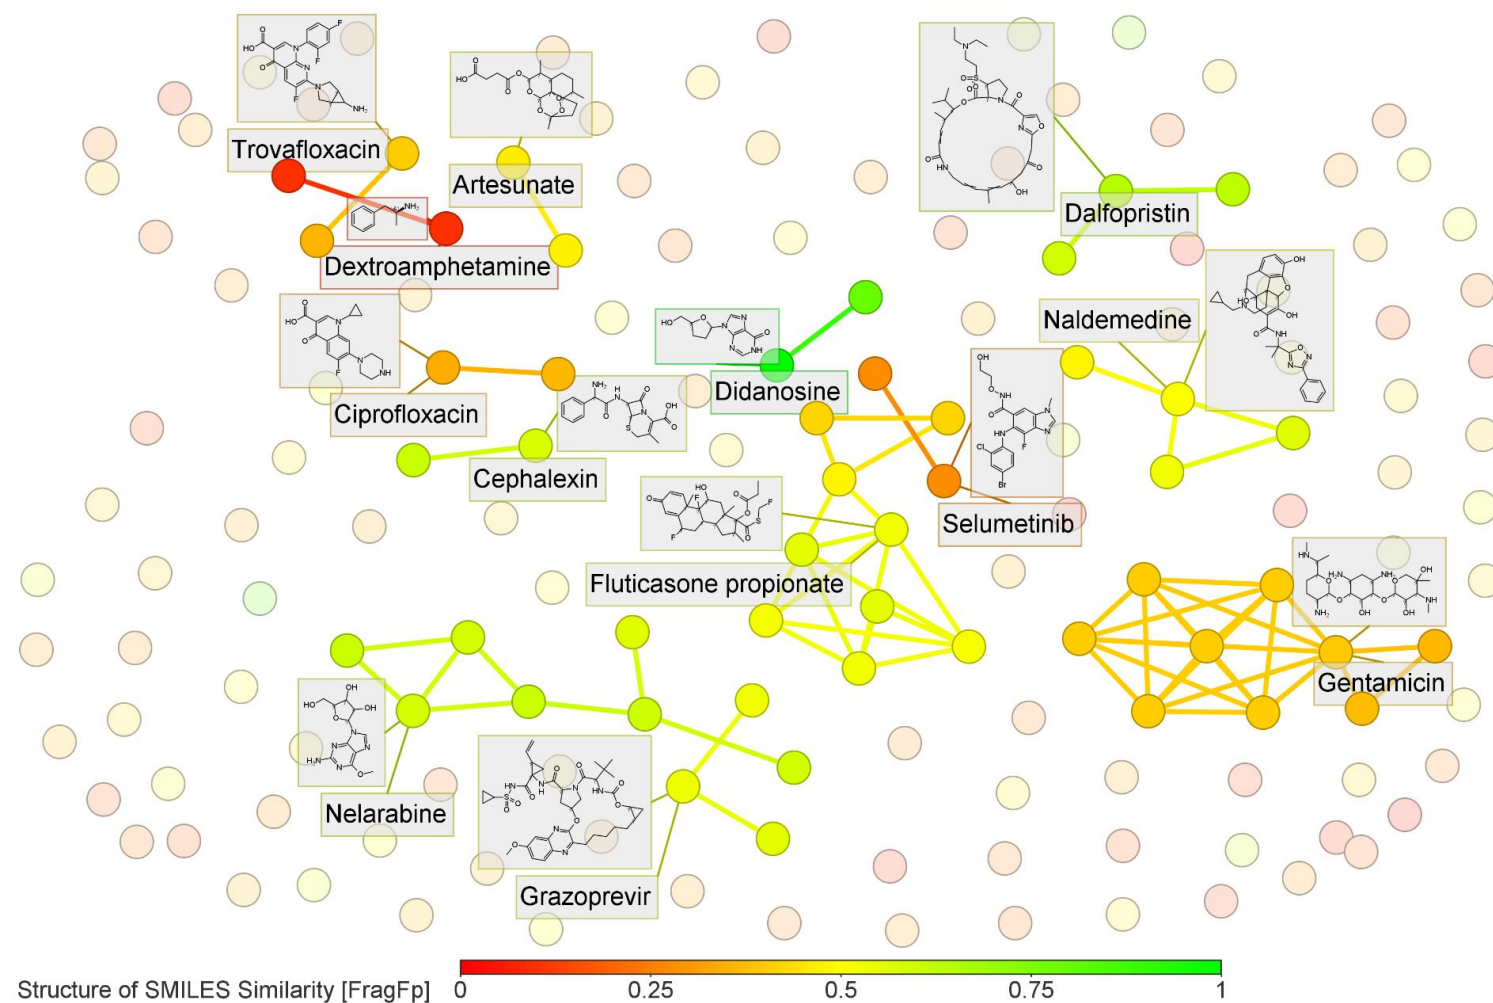 Trovafloxacin
Artesunate
Dalfopristin
Dextroamphetamine
Naldemedine
Didanosine
Ciprofloxacin
Cephalexin
Selumetinib
Fluticasone propionate
Gentamicin
Nelarabine
Grazoprevir
Structure of SMILES Similarity [FragFp] 0 0.25 0.5 0.75 1